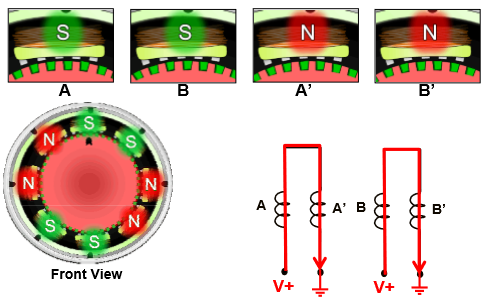 S S N N
A B A’ B’
S
N S
N N
S N
S
Front View
A A’ B B’
V+ V+